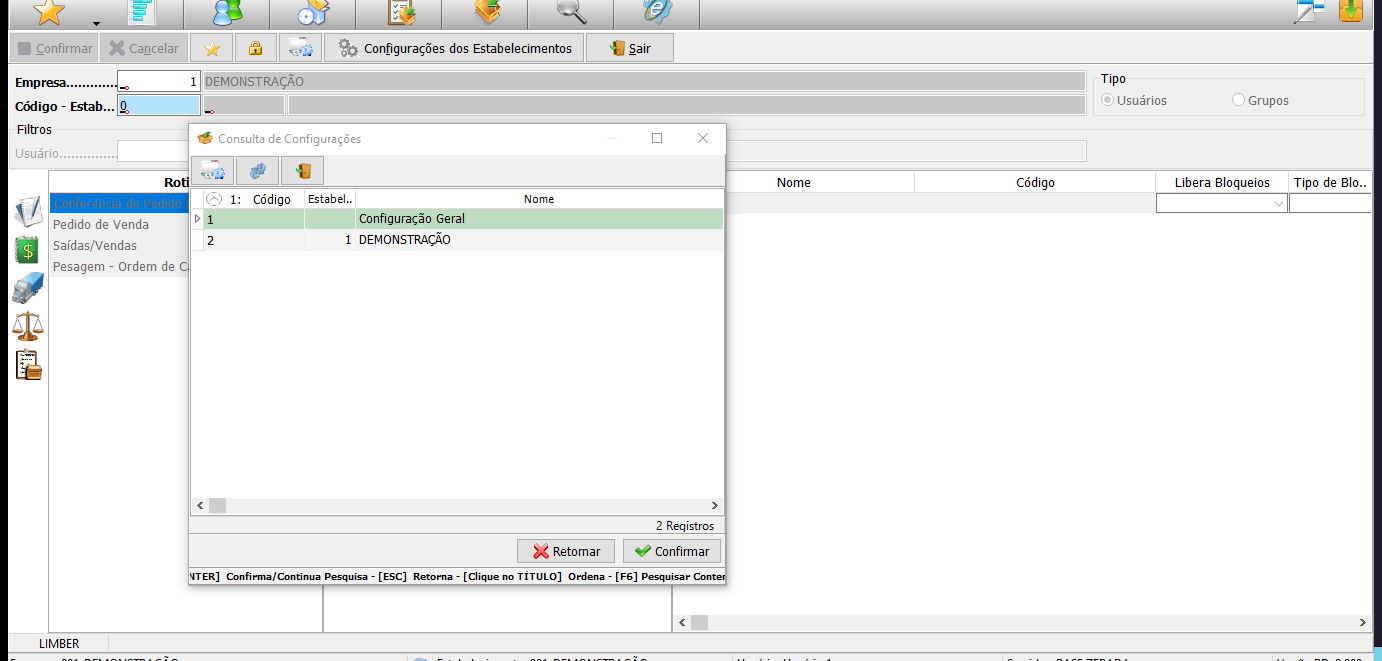 Confirmar Cancelar Configurações dos Estabelecimentos Sair
Empresa............. 1 DEMONSTRAÇÃO
Código - Estab... 0
Tipo
Usuários Grupos
Filtros
Usuário...............
Consulta de Configurações
1: Código Estabel.. Nome
1 Configuração Geral
2 1 DEMONSTRAÇÃO
2 Registros
Retornar Confirmar
Confirma/Continua Pesquisa - [ESC] Retorna - [Clique no TÍTULO] Ordena - [F6] Pesquisar
Nome Código Libera Bloqueios Tipo de Blo..
Conferência de Pedido
Pedido de Venda
Saídas/Vendas
Pesagem - Ordem de
LIMBER